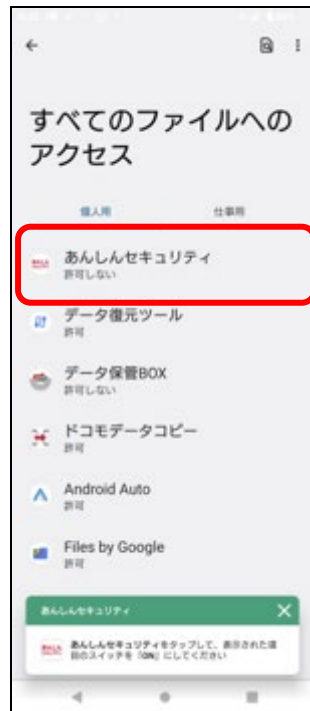 すべてのファイルへの
アクセス
個人用
仕事用
あんしんセキュリティ
許可しない
データ復元ツール
許可
データ保管BOX
許可しない
ドコモデータコピー
許可
Android Auto
許可
Files by Google
許可
あんしんセキュリティ
あんしんセキュリティをタップして、表示された項
目のスイッチを「ON」にしてください